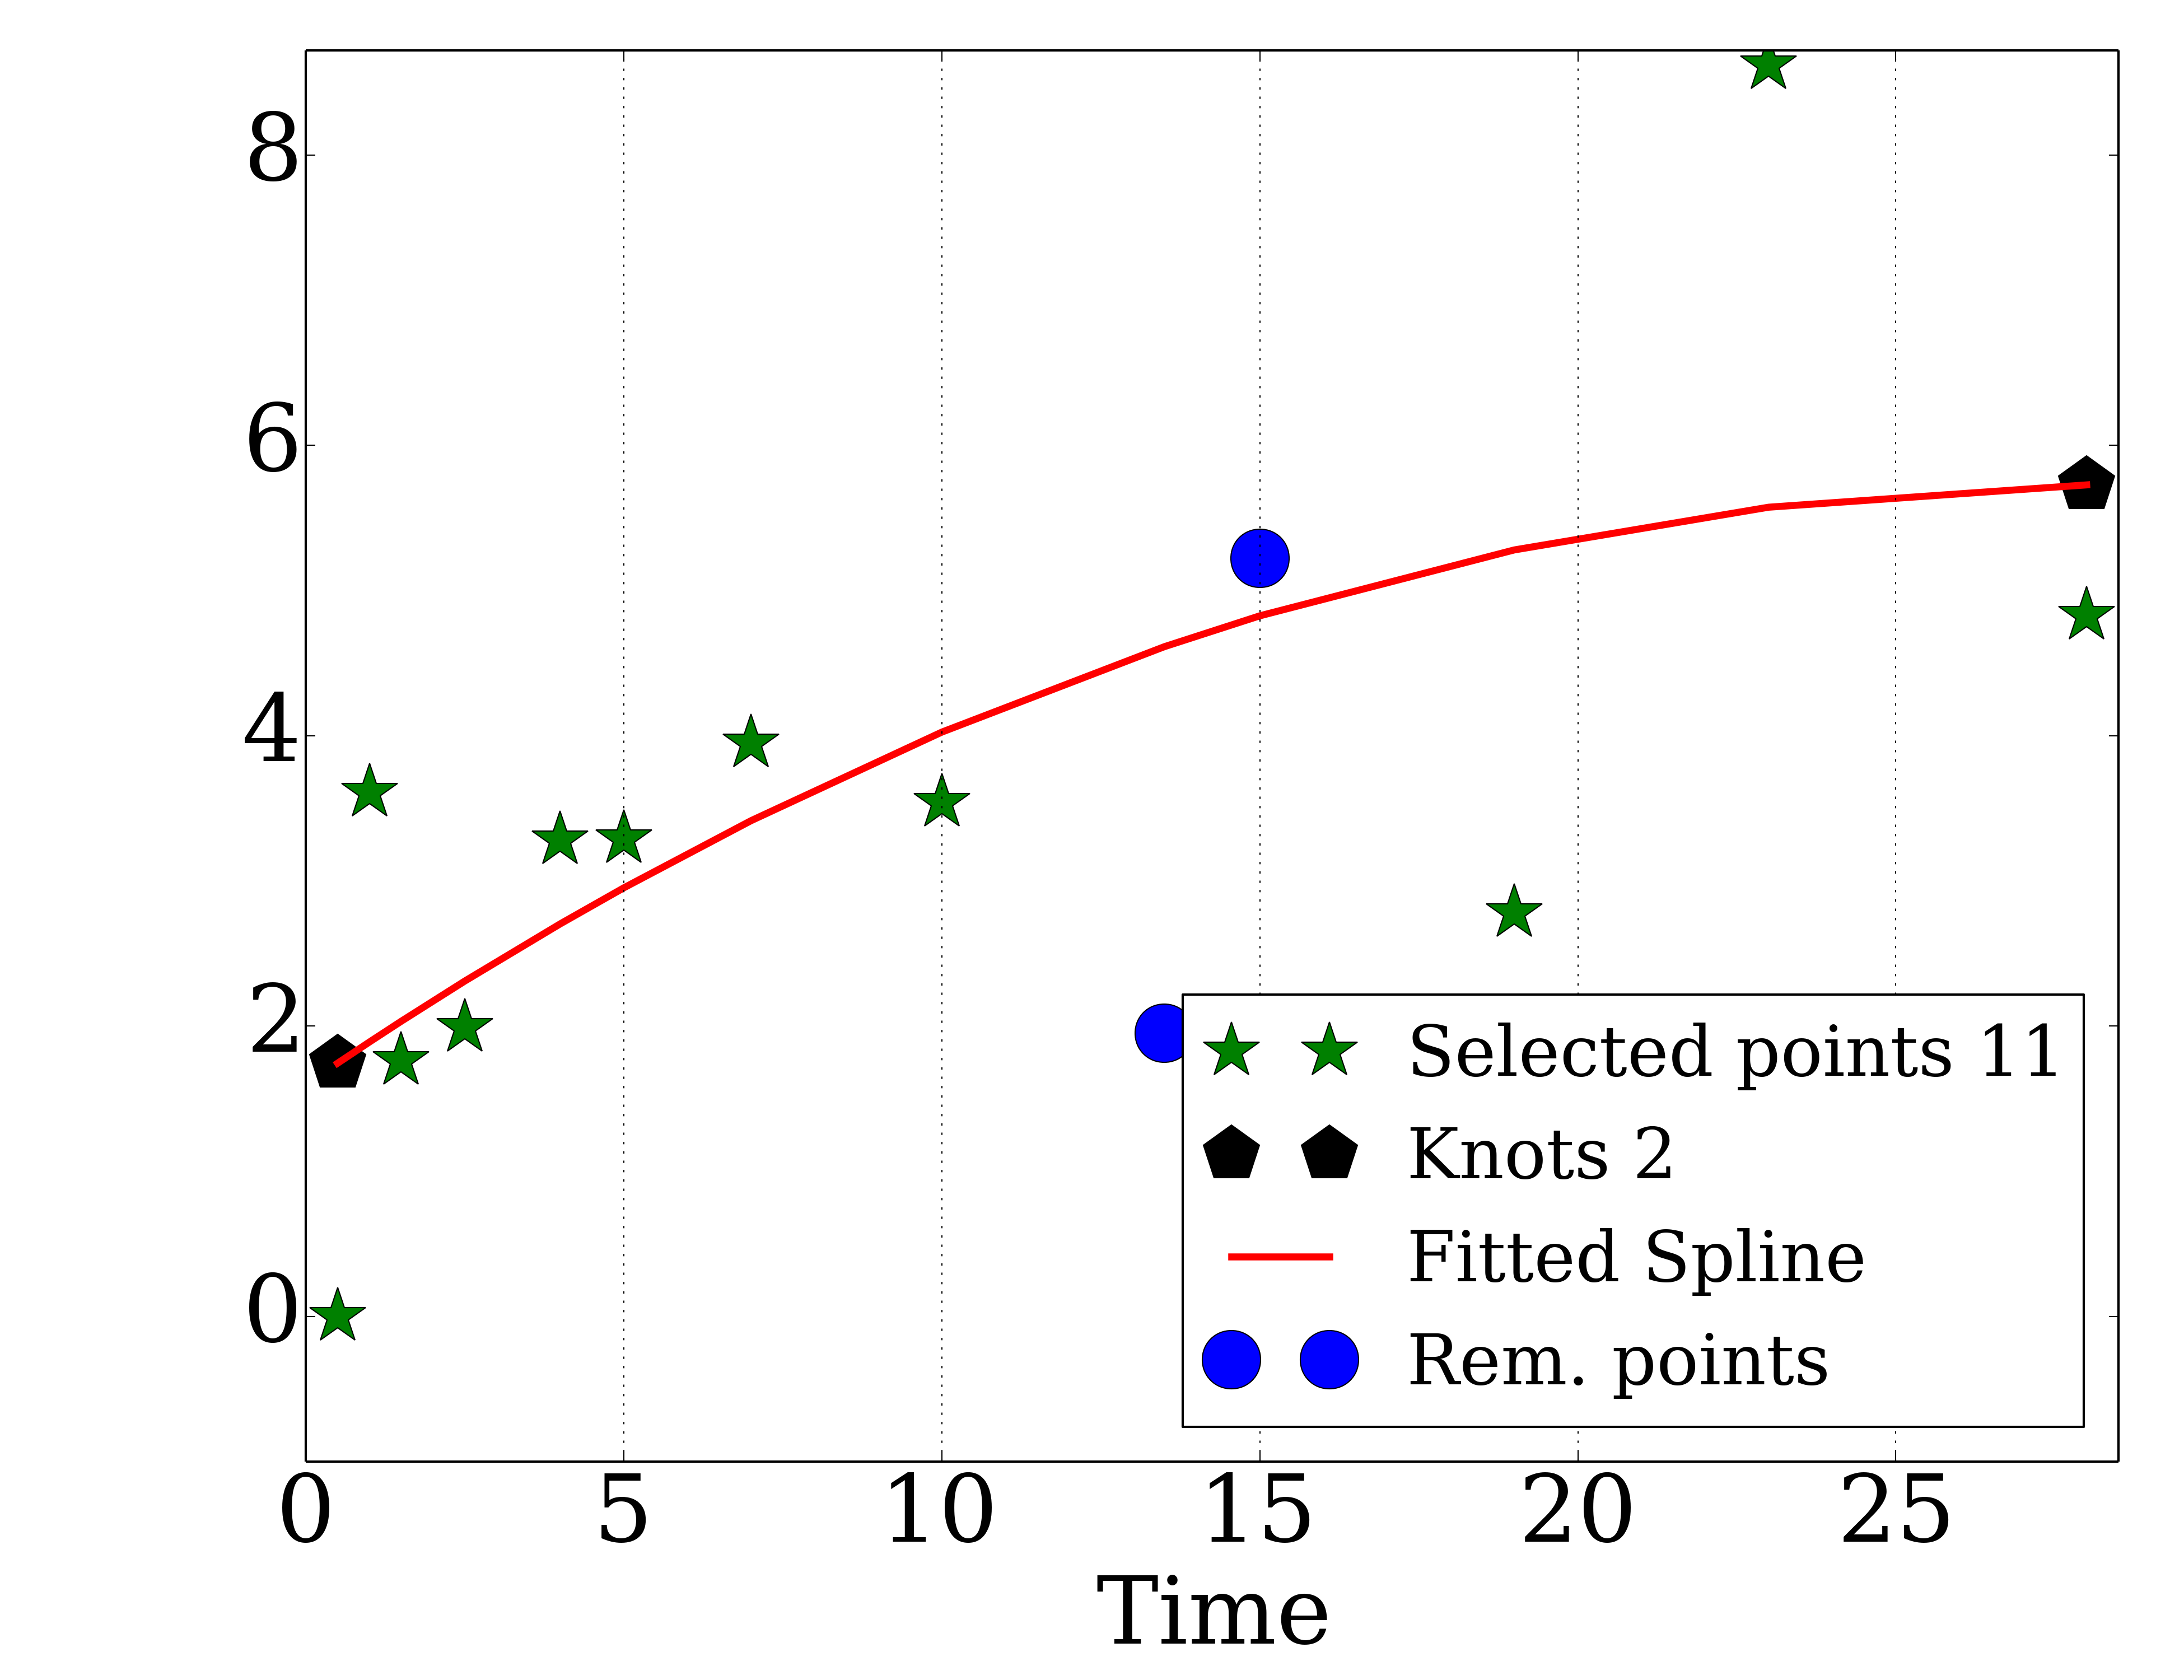 8
6
4
2
0
Selected points 11
Knots 2
Fitted Spline
Rem. points
0 5 10 15 20 25
Time